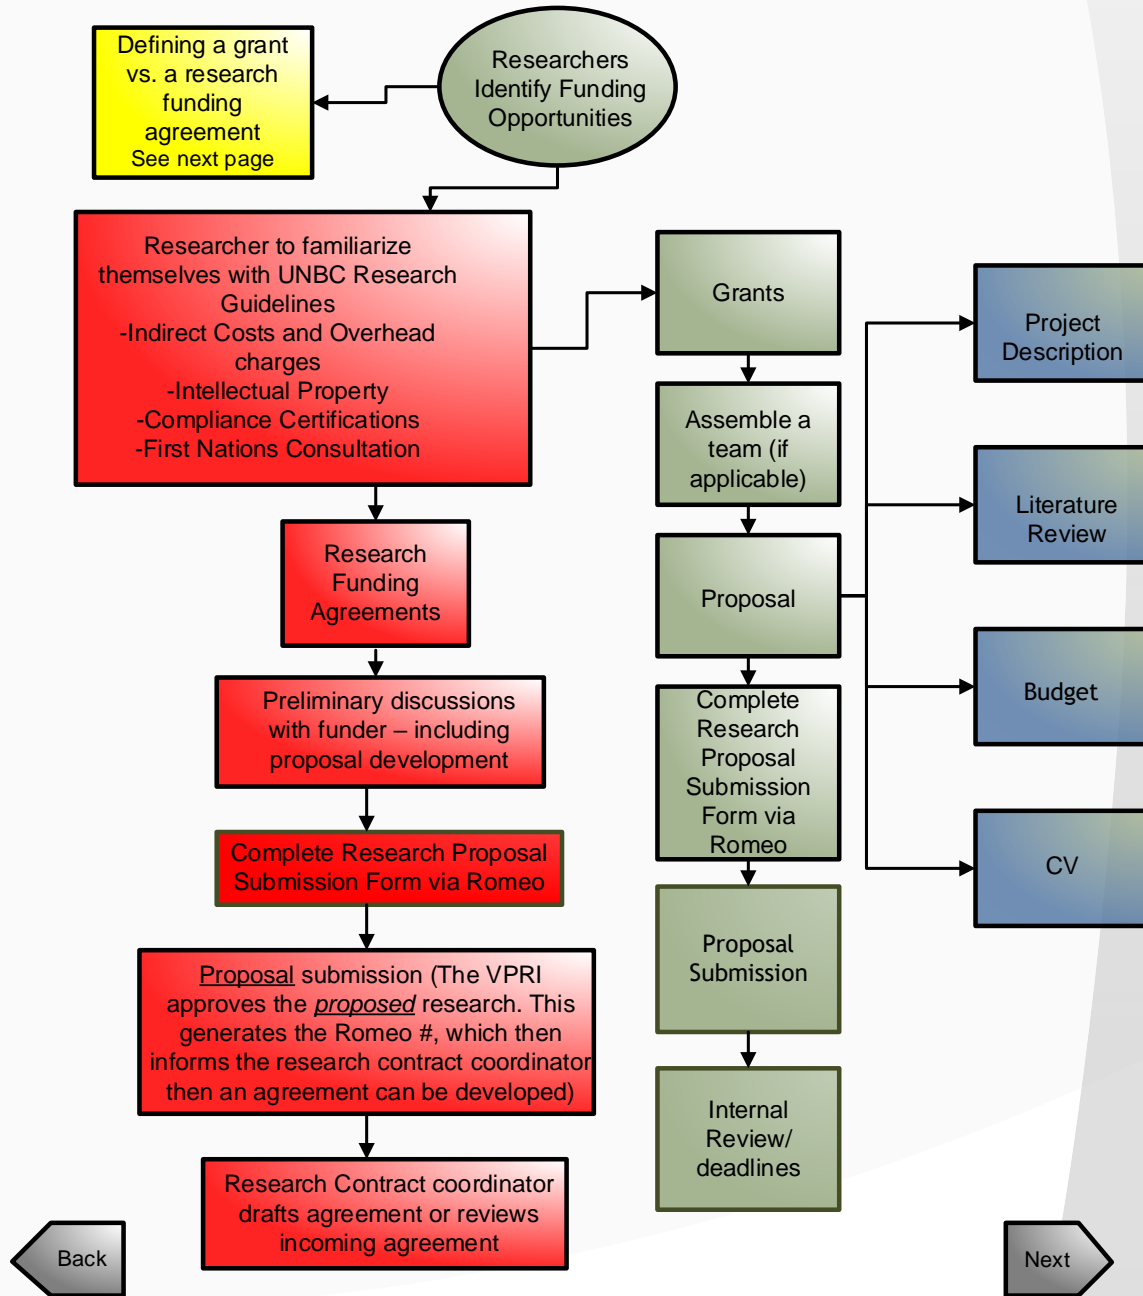 Defining a grant
vs. a research
funding
agreement
See next page
Researchers
Identify Funding
Opportunities
Researcher to familiarize
themselves with UNBC Research
Guidelines
-Indirect Costs and Overhead
charges
-Intellectual Property
-Compliance Certifications
-First Nations Consultation
Research
Funding
Agreements
Preliminary discussions
with funder – including
proposal development
Complete Research Proposal
Submission Form via Romeo
Proposal submission (The VPRI
approves the proposed research. This
generates the Romeo #, which then
informs the research contract coordinator
then an agreement can be developed)
Research Contract coordinator
drafts agreement or reviews
incoming agreement
Grants
Assemble a
team (if
applicable)
Proposal
Complete
Research
Proposal
Submission
Form via
Romeo
Proposal
Submission
Internal
Review/
deadlines
Project
Description
Literature
Review
Budget
CV
Back
Next